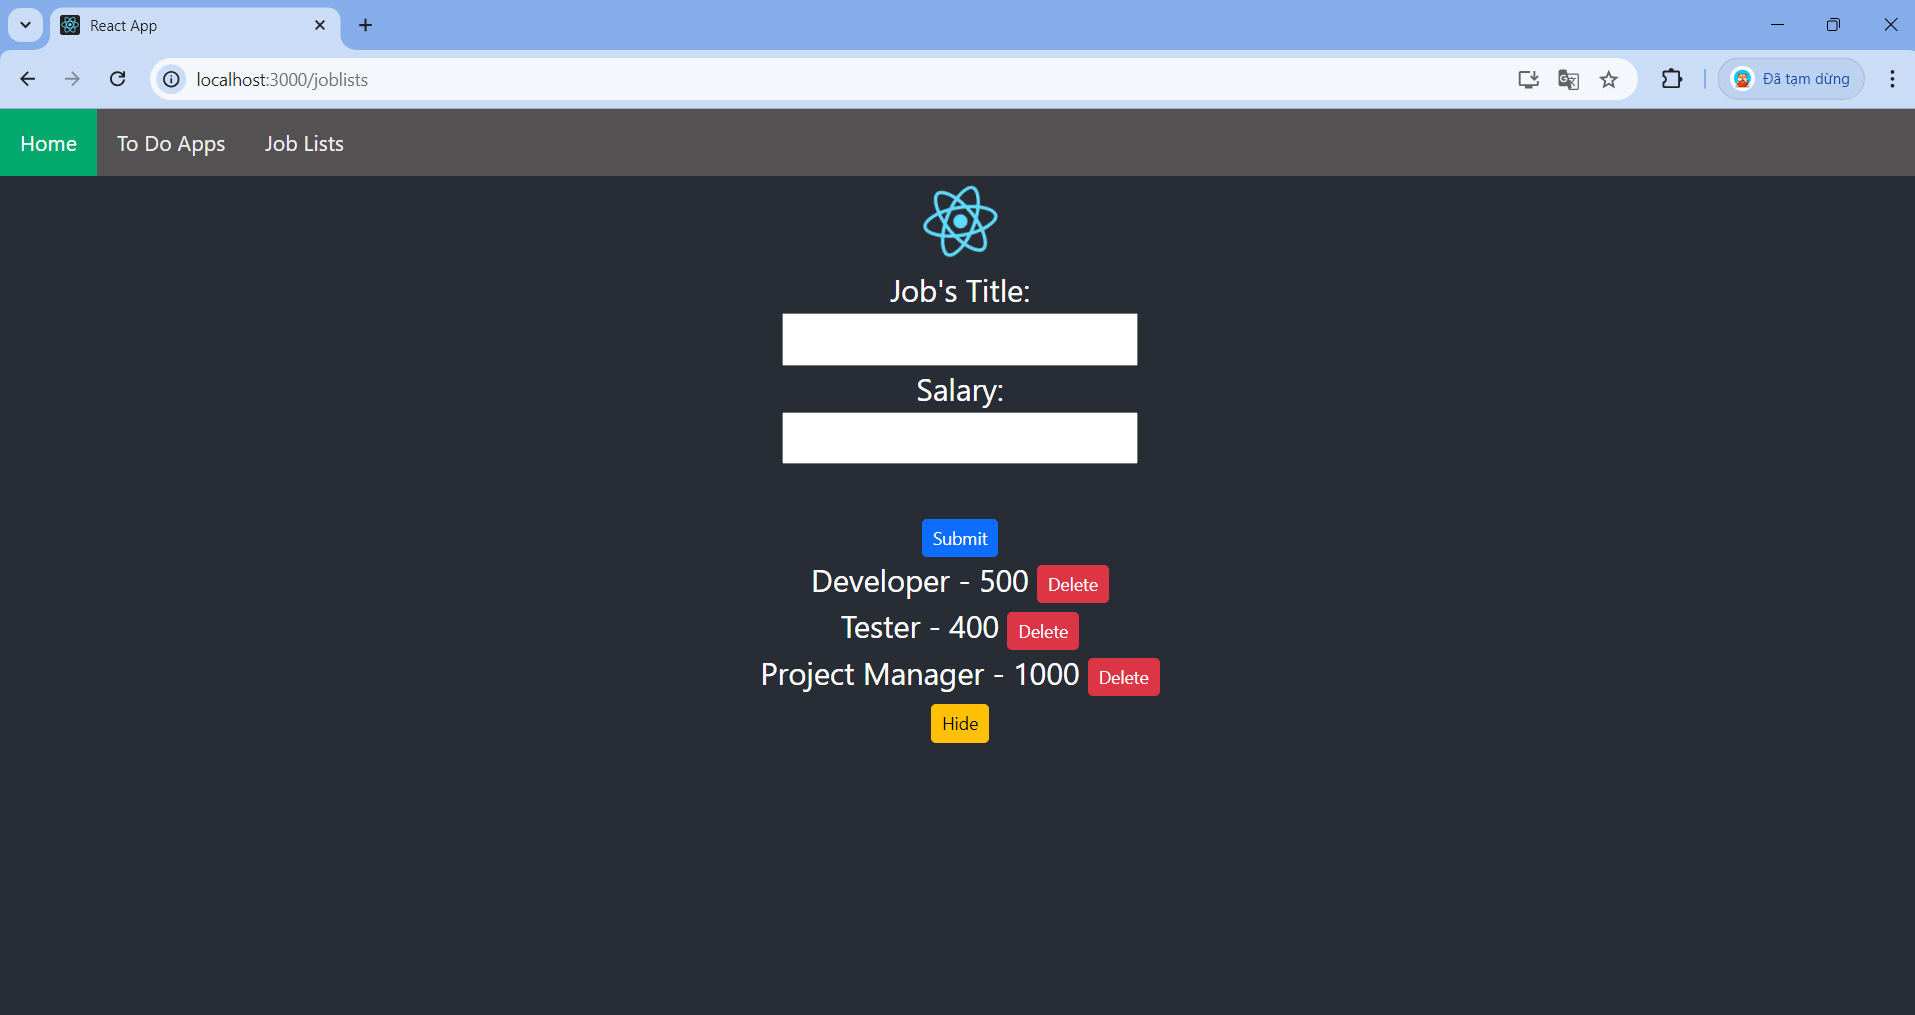 React App
localhost:3000/joblists
Đã tạm dừng
Home To Do Apps Job Lists
Job's Title:
Salary:
Submit
Developer - 500 Delete
Tester - 400 Delete
Project Manager - 1000 Delete
Hide